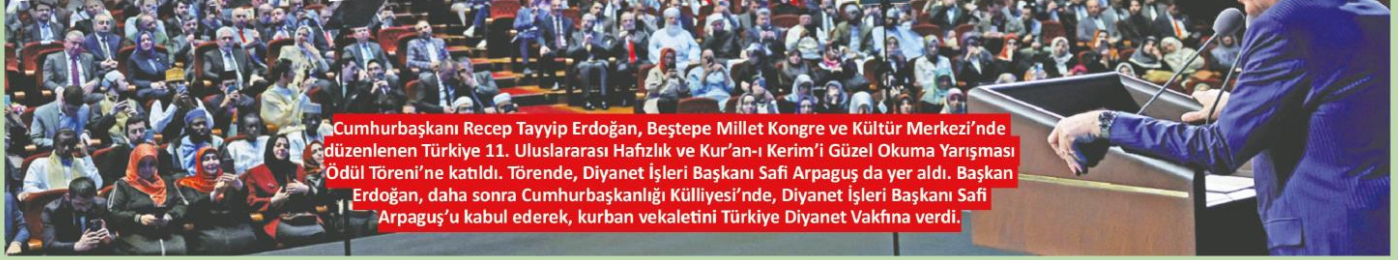 Cumhurbaşkanı Recep Tayyip Erdoğan, Beştepe Millet Kongre ve Kültür Merkezi’nde
düzenlenen Türkiye 11. Uluslararası Hafızlık ve Kur’an-ı Kerim’i Güzel Okuma Yarışması
Ödül Töreni’ne katıldı. Törende, Diyanet İşleri Başkanı Safi Arpaguş da yer aldı. Başkan
Erdoğan, daha sonra Cumhurbaşkanlığı Külliyesi’nde, Diyanet İşleri Başkanı Safi
Arpaguş’u kabul ederek, kurban vekaletini Türkiye Diyanet Vakfına verdi.